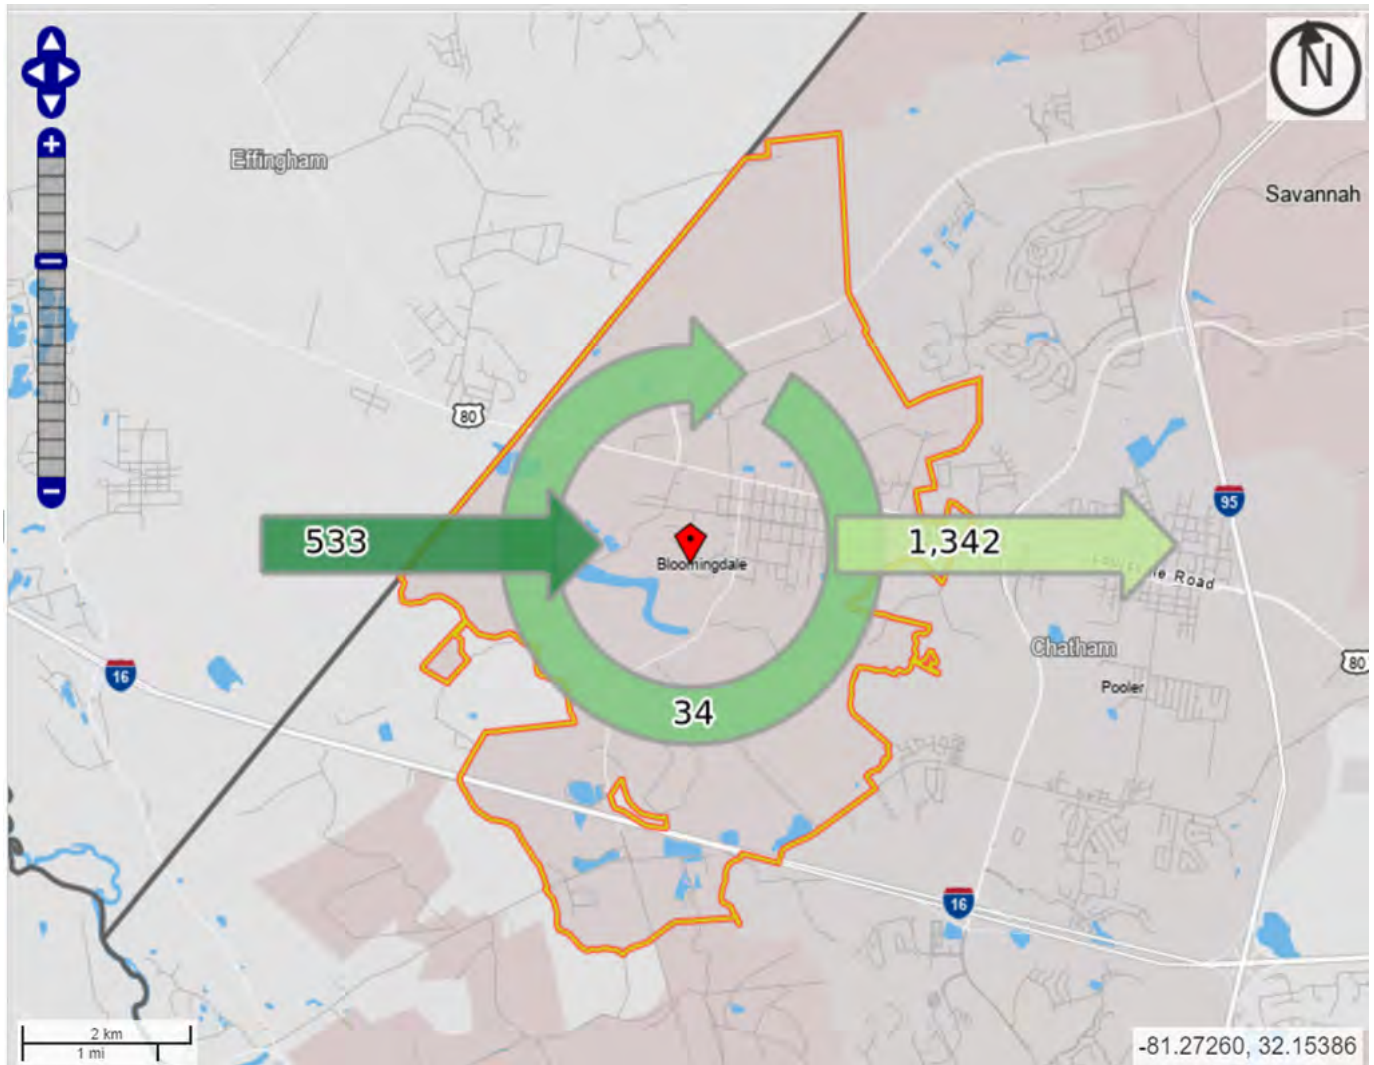 N
+
Effingham
Savannah
80
95
533
1,342
Bloomingdale
Road
Chatham
80
16
Pooler
34
16
2 km
1 mi
-81.27260, 32.15386
-